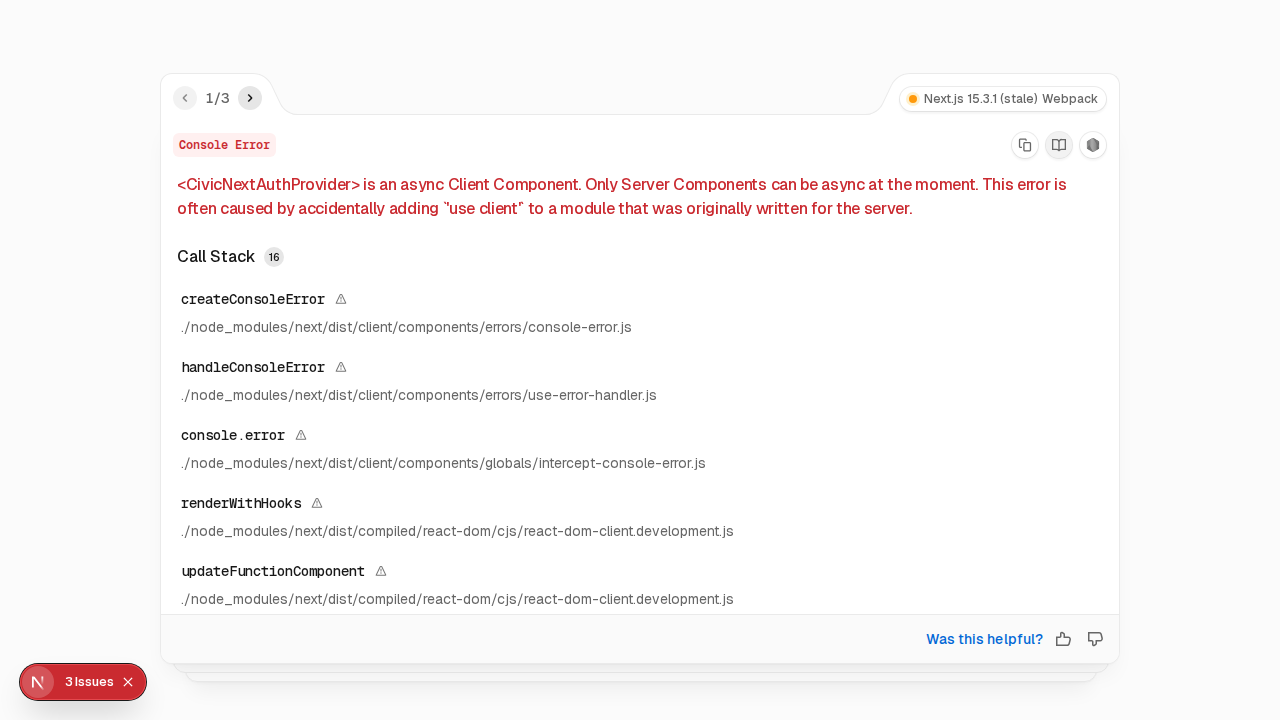 1/3
Next.js 15.3.1 (stale) Webpack
Console Error
<CivicNextAuthProvider> is an async Client Component. Only Server Components can be async at the moment. This error is
often caused by accidentally adding `'use client'` to a module that was originally written for the server.
Call Stack 16
createConsoleError
./node_modules/next/dist/client/components/errors/console-error.js
handleConsoleError
./node_modules/next/dist/client/components/errors/use-error-handler.js
console.error
./node_modules/next/dist/client/components/globals/intercept-console-error.js
renderWithHooks
./node_modules/next/dist/compiled/react-dom/cjs/react-dom-client.development.js
updateFunctionComponent
./node_modules/next/dist/compiled/react-dom/cjs/react-dom-client.development.js
Was this helpful?
N 3 Issues